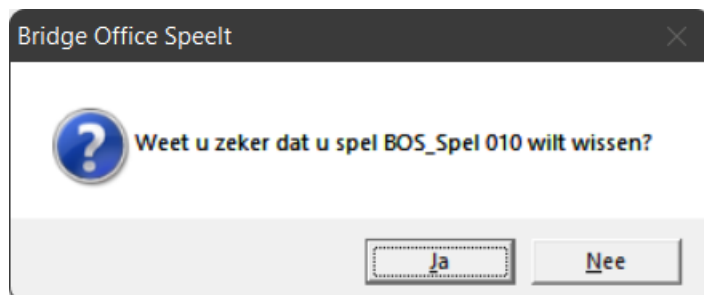 Bridge Office Speelt
Weet u zeker dat u spel BOS_Spel 010 wilt wissen?
Ja
Nee